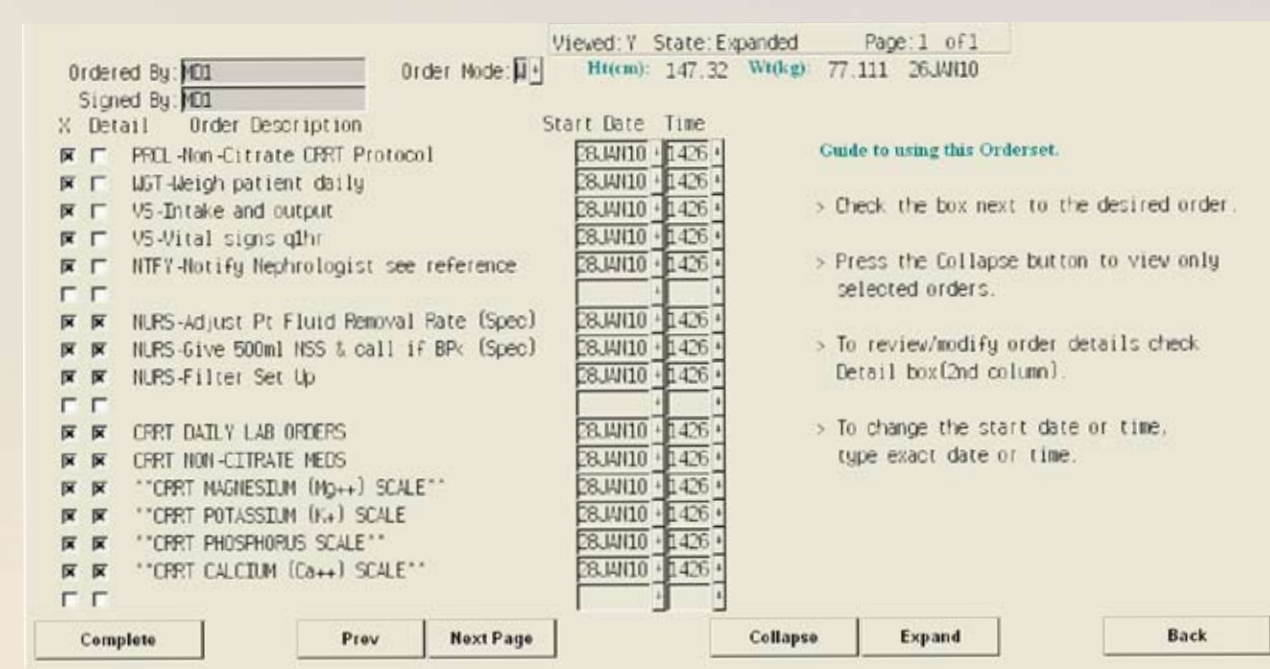 Viewed: Y State: Expanded Page: 1 of 1
Ordered By: MD1 Order Mode: Ht(cm): 147.32 Wt(kg): 77.111 26JAN10
Signed By: MD1
X Detail Order Description Start Date Time
PRCL-Non-Citrate CRRT Protocol 28JAN10 1426
Guide to using this Orderset.
WGT-Weigh patient daily 28JAN10 1426
VS-Intake and output 28JAN10 1426 > Check the box next to the desired order.
VS-Vital signs q1hr 28JAN10 1426
NTFY-Notify Nephrologist see reference 28JAN10 1426 > Press the Collapse button to view only
selected orders.
NURS-Adjust Pt Fluid Removal Rate (Spec) 28JAN10 1426
NURS-Give 500ml NSS & call if BP< (Spec) 28JAN10 1426 > To review/modify order details check
NURS-Filter Set Up 28JAN10 1426 Detail box(2nd column).
CRRT DAILY LAB ORDERS 28JAN10 1426 > To change the start date or time,
CRRT NON-CITRATE MEDS 28JAN10 1426 type exact date or time.
**CRRT MAGNESIUM (Mg++) SCALE** 28JAN10 1426
**CRRT POTASSIUM (K+) SCALE 28JAN10 1426
**CRRT PHOSPHORUS SCALE** 28JAN10 1426
**CRRT CALCIUM (Ca++) SCALE** 28JAN10 1426
Complete Prev Next Page Collapse Expand Back